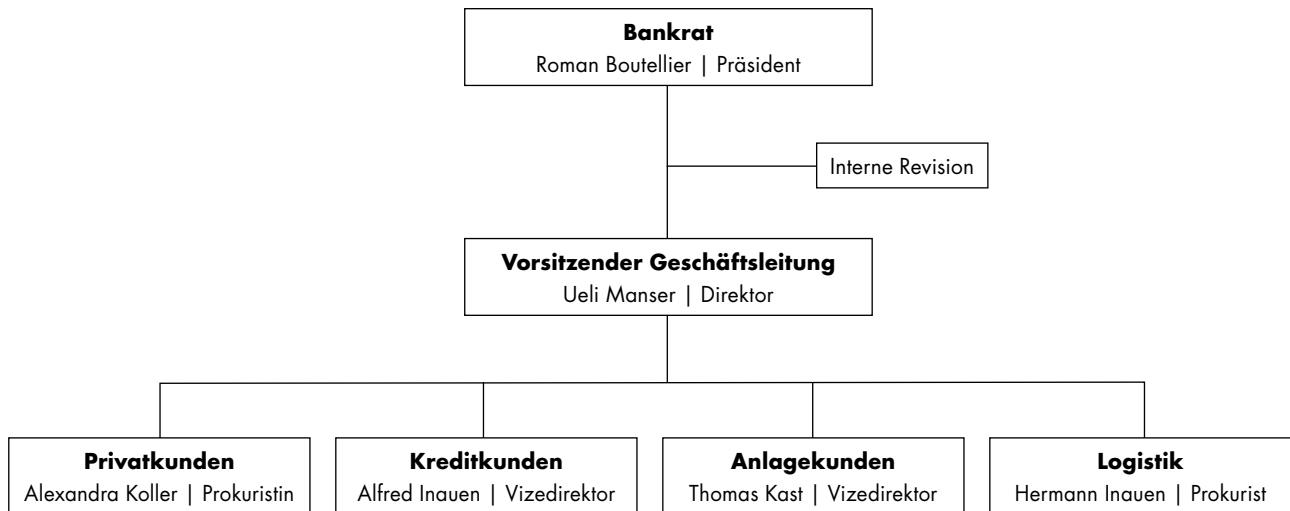 Bankrat
Roman Boutellier | Präsident
Interne Revision
Vorsitzender Geschäftsleitung
Ueli Manser | Direktor
Privatkunden
Alexandra Koller | Prokuristin
Kreditkunden
Alfred Inauen | Vizedirektor
Anlagekunden
Thomas Kast | Vizedirektor
Logistik
Hermann Inauen | Prokurist